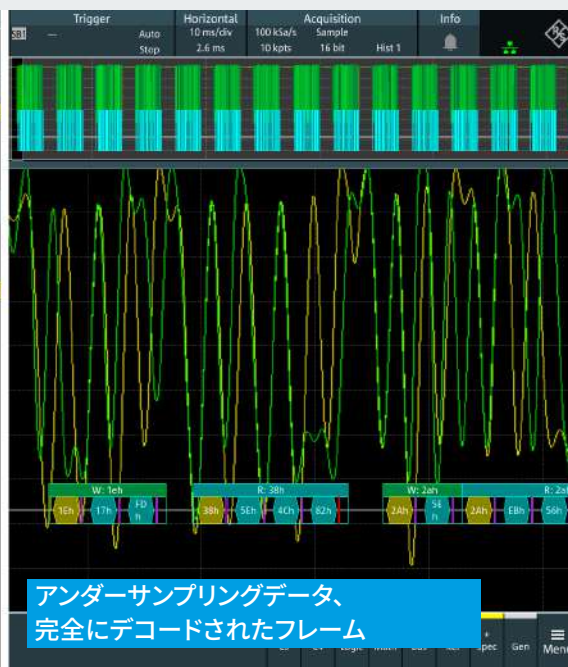 Trigger Horizontal Acquisition Info
SB1 — Auto 10 ms/div 100 kSa/s Sample
Stop 2.6 ms 10 kpts 16 bit Hist 1
W: 1eh R: 38h W: 2ah R: 2a
1Eh 17h FD h 38h 5Eh 4Ch 82h 2Ah 5E h 2Ah EBh 56h
アンダーサンプリングデータ、
完全にデコードされたフレーム
Gen Menu